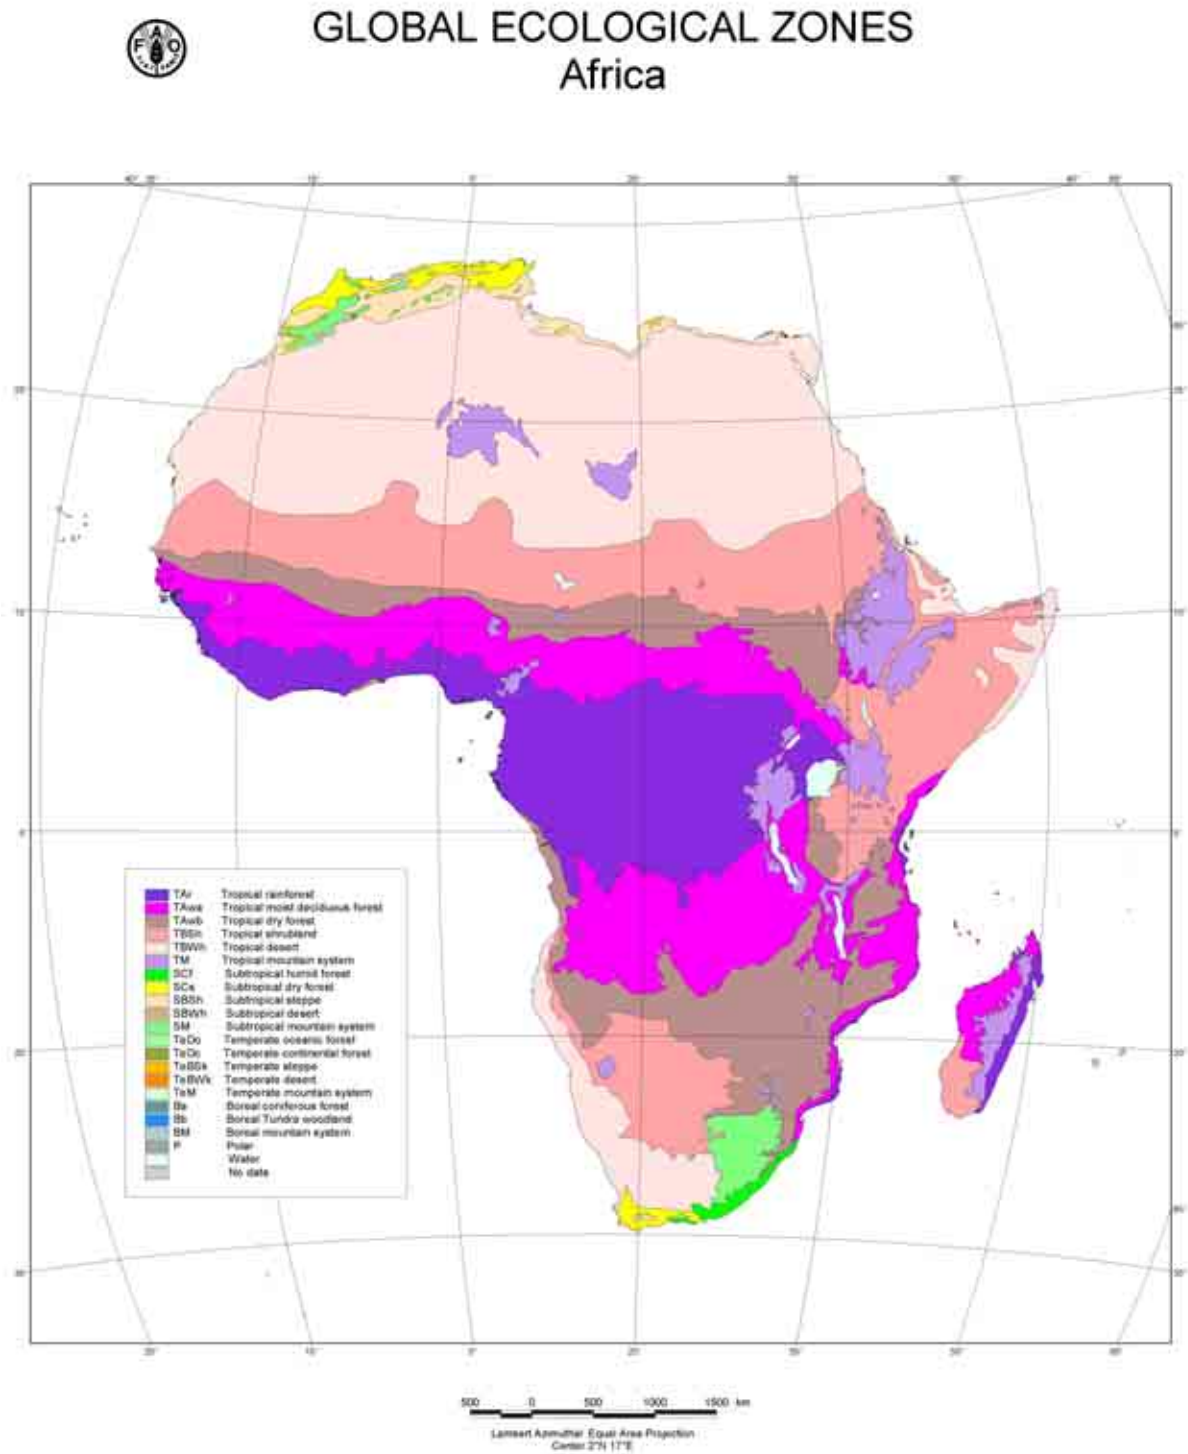 GLOBAL ECOLOGICAL ZONES
Africa
F A O
TAr Tropical rainforest
TAwa Tropical moist deciduous forest
TAwb Tropical dry forest
TBSh Tropical shrubland
TBWh Tropical desert
TM Tropical mountain system
SCf Subtropical humid forest
SCs Subtropical dry forest
SBSh Subtropical steppe
SBWh Subtropical desert
SM Subtropical mountain system
TeDo Temperate oceanic forest
TeDc Temperate continental forest
TeBSk Temperate steppe
TeBWk Temperate desert
TeM Temperate mountain system
Ba Boreal coniferous forest
Bb Boreal Tundra woodland
BM Boreal mountain system
P Polar
Water
No data
500 0 500 1000 1500 km
Lambert Azimuthal Equal Area Projection
Center 2°N 17°E